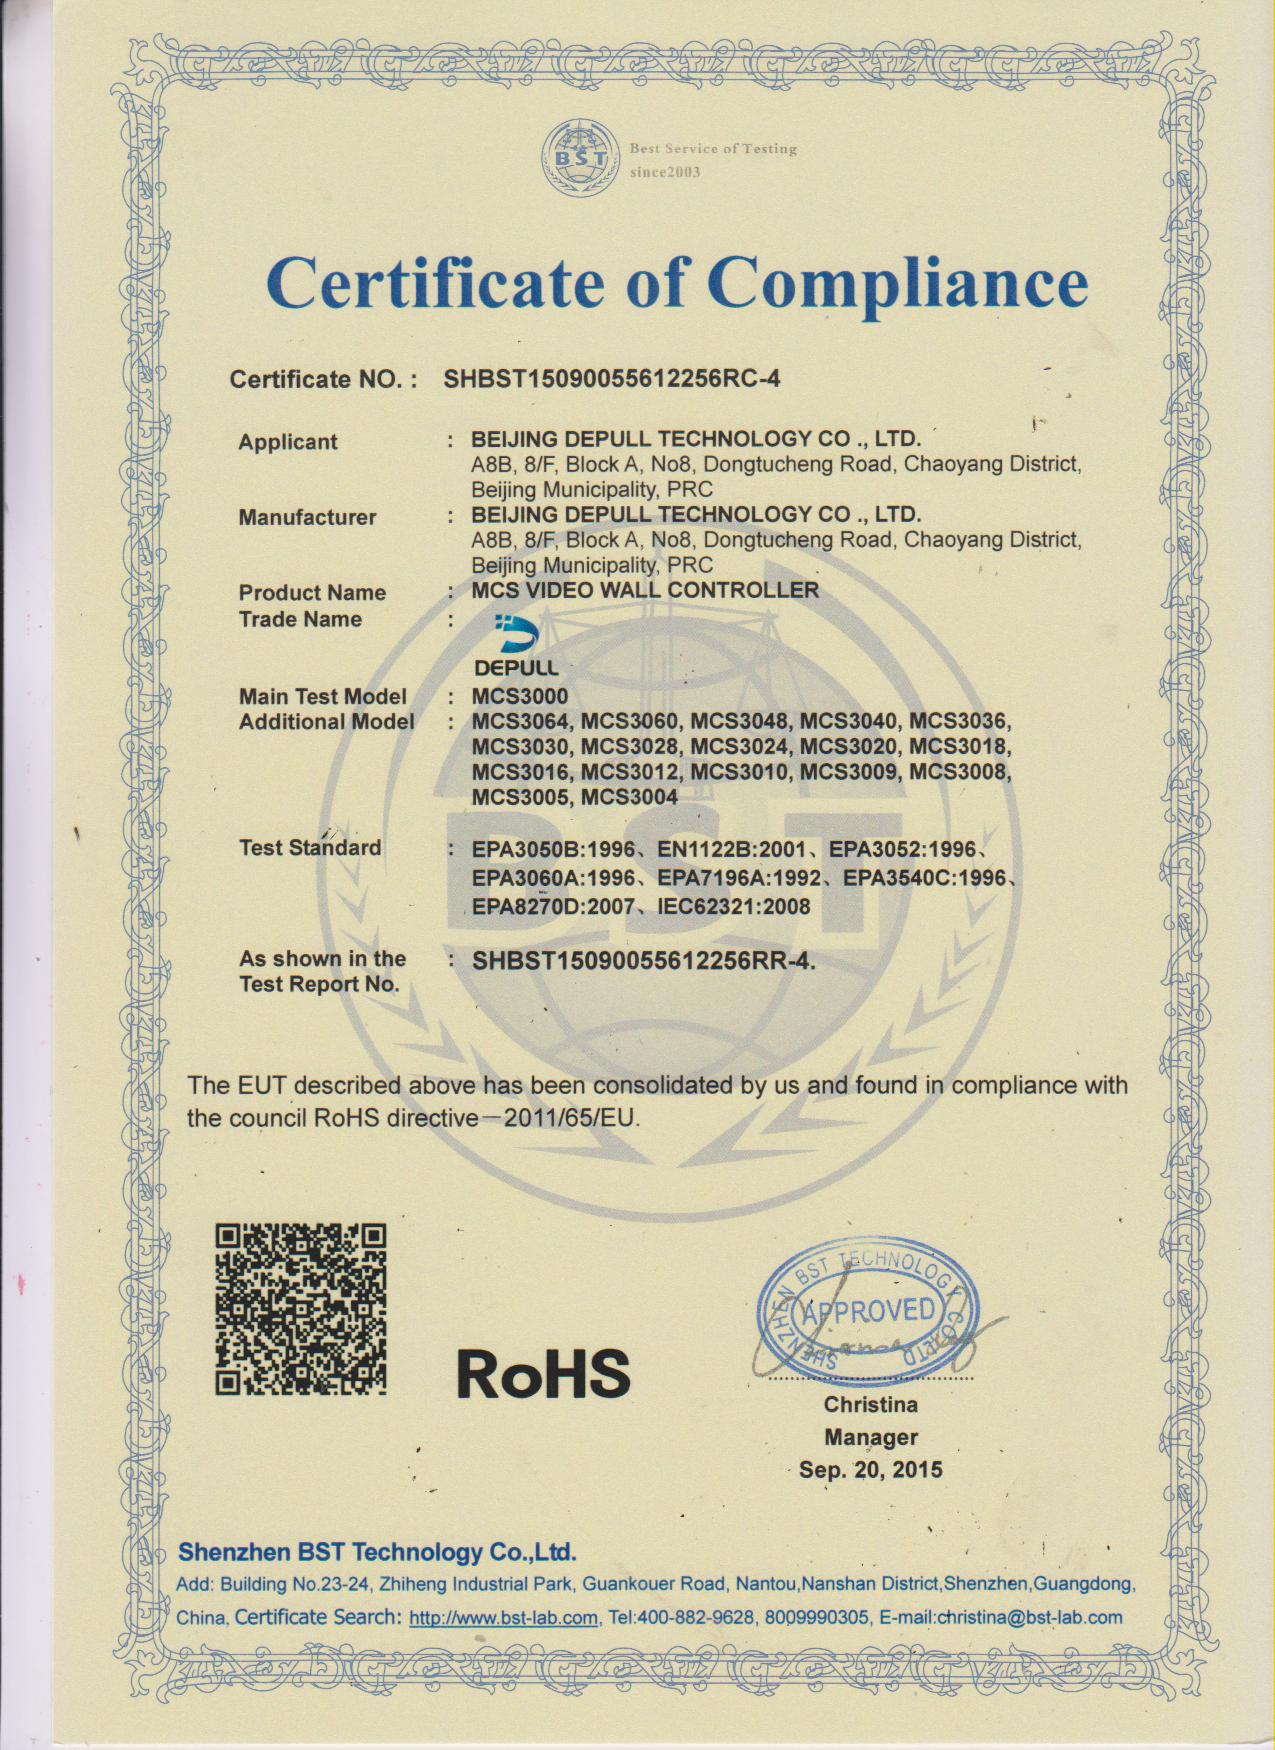 BST
Best Service of Testing
since2003
Certificate of Compliance
Certificate NO. : SHBST15090055612256RC-4
Applicant : BEIJING DEPULL TECHNOLOGY CO ., LTD.
A8B, 8/F, Block A, No8, Dongtucheng Road, Chaoyang District,
Beijing Municipality, PRC
Manufacturer : BEIJING DEPULL TECHNOLOGY CO ., LTD.
A8B, 8/F, Block A, No8, Dongtucheng Road, Chaoyang District,
Beijing Municipality, PRC
Product Name : MCS VIDEO WALL CONTROLLER
Trade Name :
DEPULL
Main Test Model : MCS3000
Additional Model : MCS3064, MCS3060, MCS3048, MCS3040, MCS3036,
MCS3030, MCS3028, MCS3024, MCS3020, MCS3018,
MCS3016, MCS3012, MCS3010, MCS3009, MCS3008,
MCS3005, MCS3004
BST
Test Standard : EPA3050B:1996、EN1122B:2001、EPA3052:1996、
EPA3060A:1996、EPA7196A:1992、EPA3540C:1996、
EPA8270D:2007、IEC62321:2008
As shown in the : SHBST15090055612256RR-4.
Test Report No.
The EUT described above has been consolidated by us and found in compliance with
the council RoHS directive—2011/65/EU.
RoHS
SHENZHEN BST TECHNOLOGY CO LTD
APPROVED
Christina
Manager
Sep. 20, 2015
Shenzhen BST Technology Co.,Ltd.
Add: Building No.23-24, Zhiheng Industrial Park, Guankouer Road, Nantou,Nanshan District,Shenzhen,Guangdong,
China, Certificate Search: http://www.bst-lab.com, Tel:400-882-9628, 8009990305, E-mail:christina@bst-lab.com